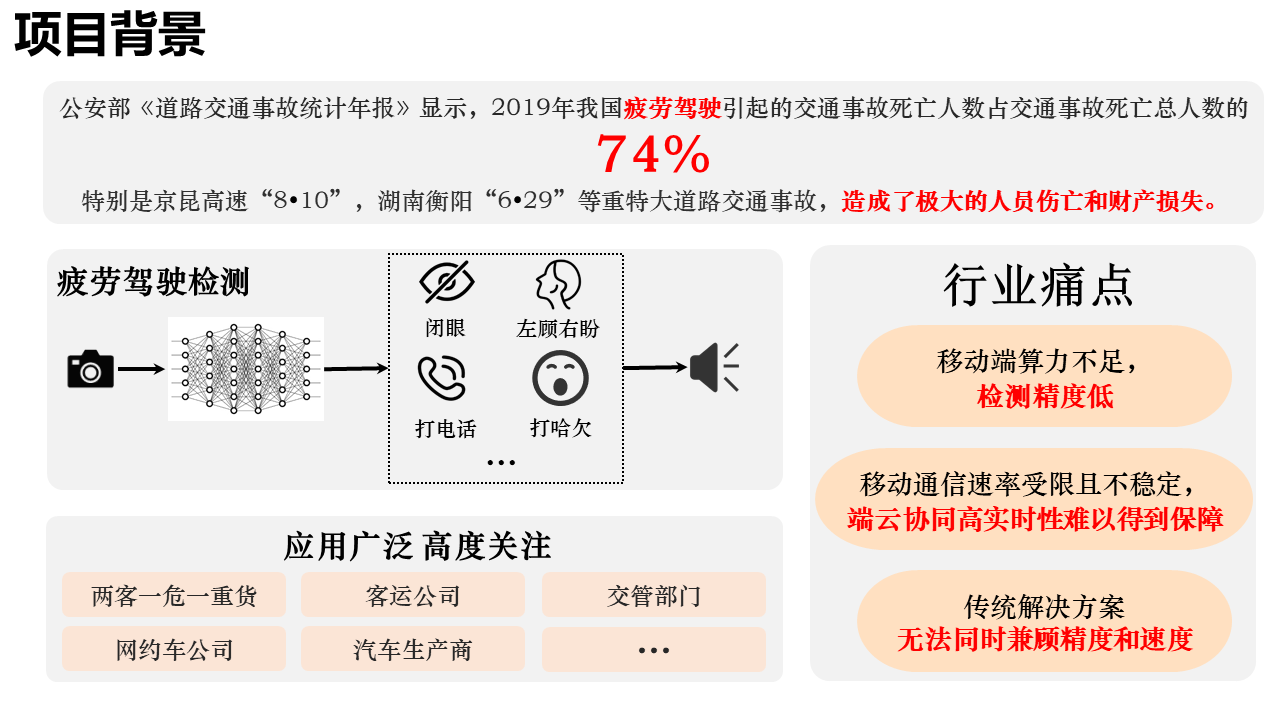 项目背景
公安部《道路交通事故统计年报》显示，2019年我国疲劳驾驶引起的交通事故死亡人数占交通事故死亡总人数的
74%
特别是京昆高速“8•10”，湖南衡阳“6•29”等重特大道路交通事故，造成了极大的人员伤亡和财产损失。
疲劳驾驶检测
闭眼
左顾右盼
打电话
打哈欠
…
应用广泛 高度关注
两客一危一重货
客运公司
交管部门
网约车公司
汽车生产商
…
行业痛点
移动端算力不足，
检测精度低
移动通信速率受限且不稳定，
端云协同高实时性难以得到保障
传统解决方案
无法同时兼顾精度和速度